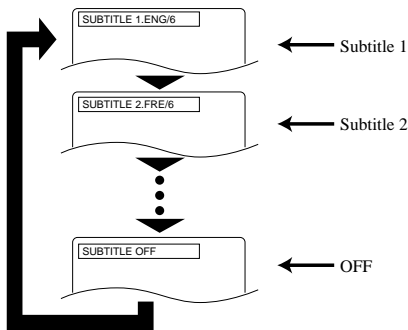 SUBTITLE 1.ENG/6
Subtitle 1
SUBTITLE 2.FRE/6
Subtitle 2
SUBTITLE OFF
OFF